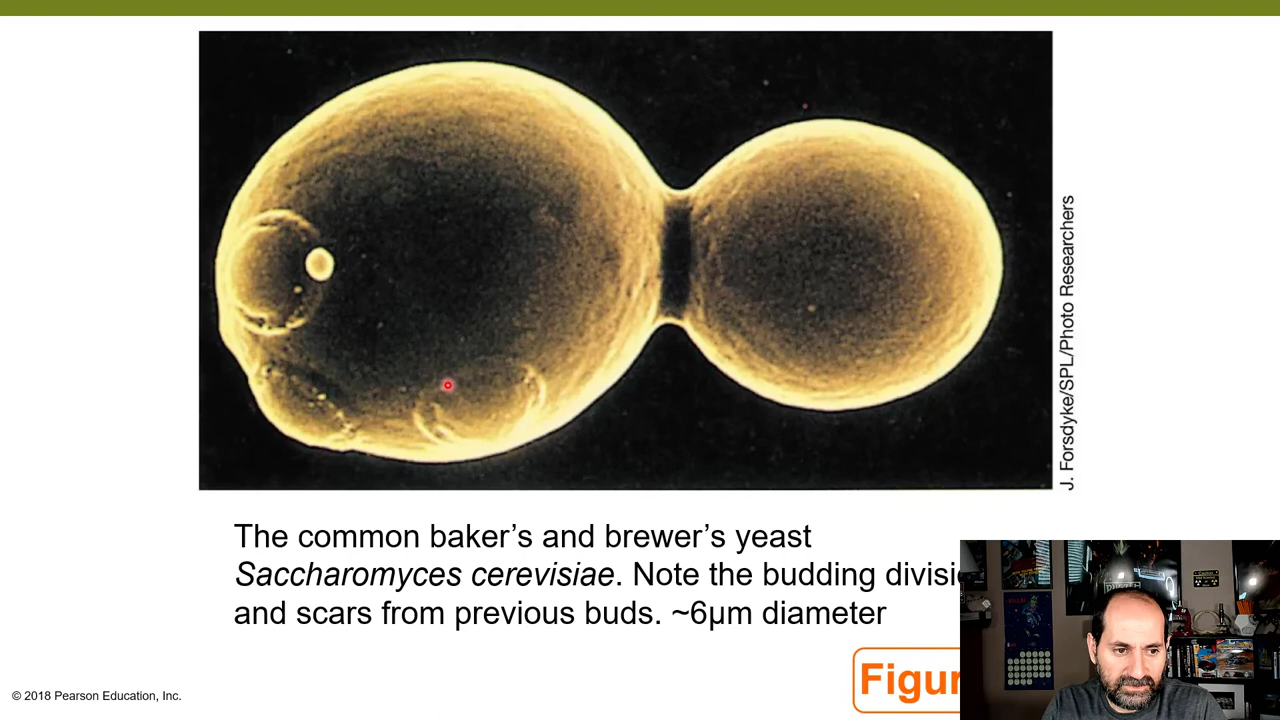 J. Forsdyke/SPL/Photo Researchers
The common baker’s and brewer’s yeast
Saccharomyces cerevisiae. Note the budding divisi
and scars from previous buds. ~6μm diameter
Figur
© 2018 Pearson Education, Inc.